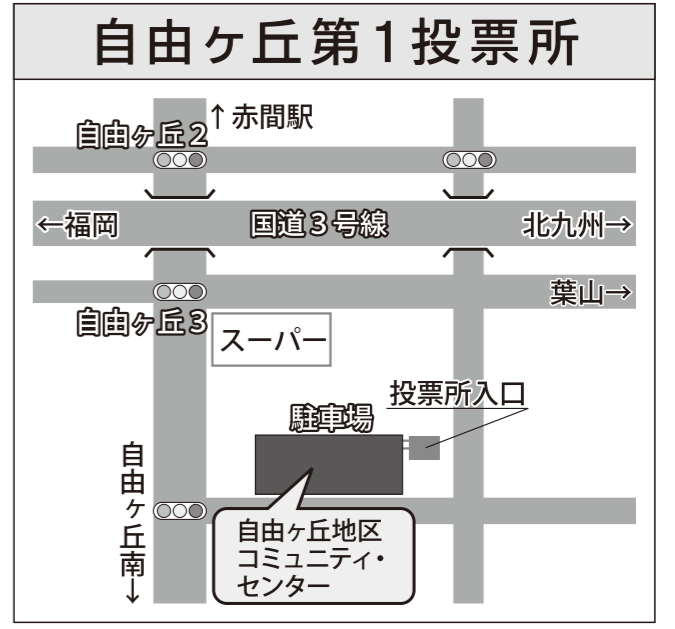 自由ヶ丘第1投票所
↑赤間駅
自由ヶ丘2
←福岡
国道3号線
北九州→
葉山→
自由ヶ丘3
スーパー
投票所入口
駐車場
自由ヶ丘南→
自由ヶ丘地区
コミュニティ・
センター